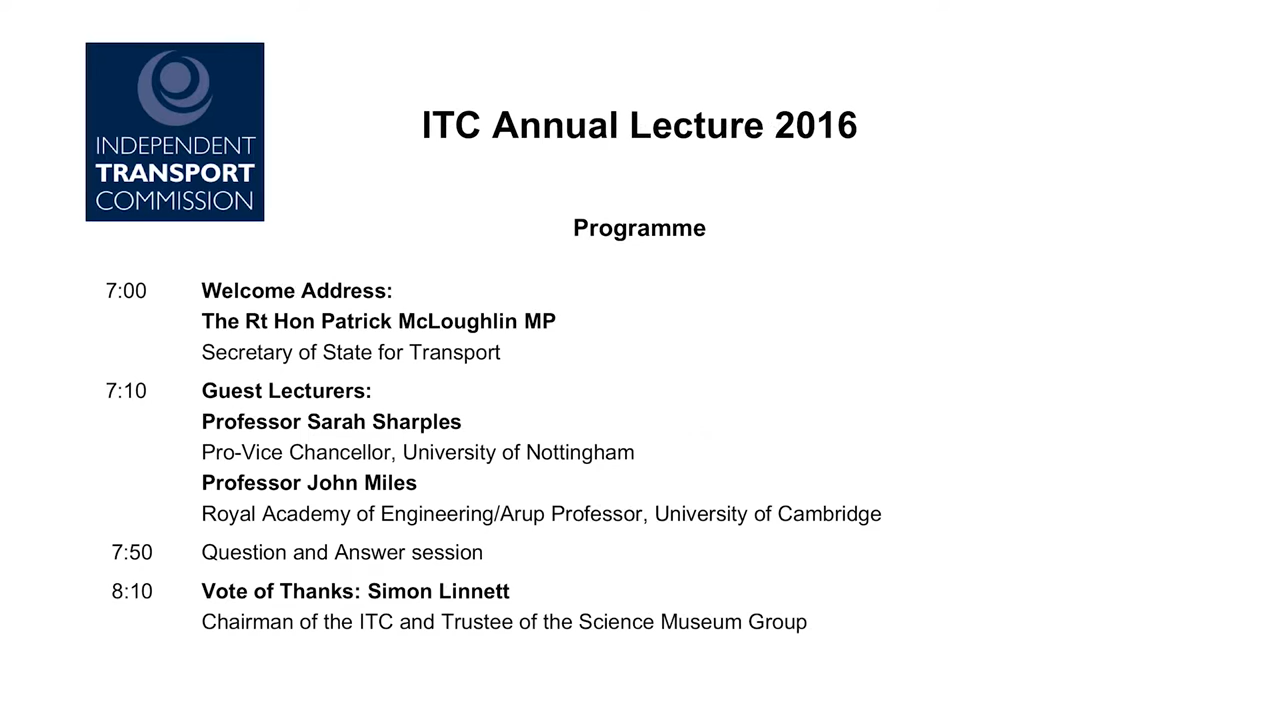 INDEPENDENT
TRANSPORT
COMMISSION
ITC Annual Lecture 2016
Programme
7:00 Welcome Address:
The Rt Hon Patrick McLoughlin MP
Secretary of State for Transport
7:10 Guest Lecturers:
Professor Sarah Sharples
Pro-Vice Chancellor, University of Nottingham
Professor John Miles
Royal Academy of Engineering/Arup Professor, University of Cambridge
7:50 Question and Answer session
8:10 Vote of Thanks: Simon Linnett
Chairman of the ITC and Trustee of the Science Museum Group